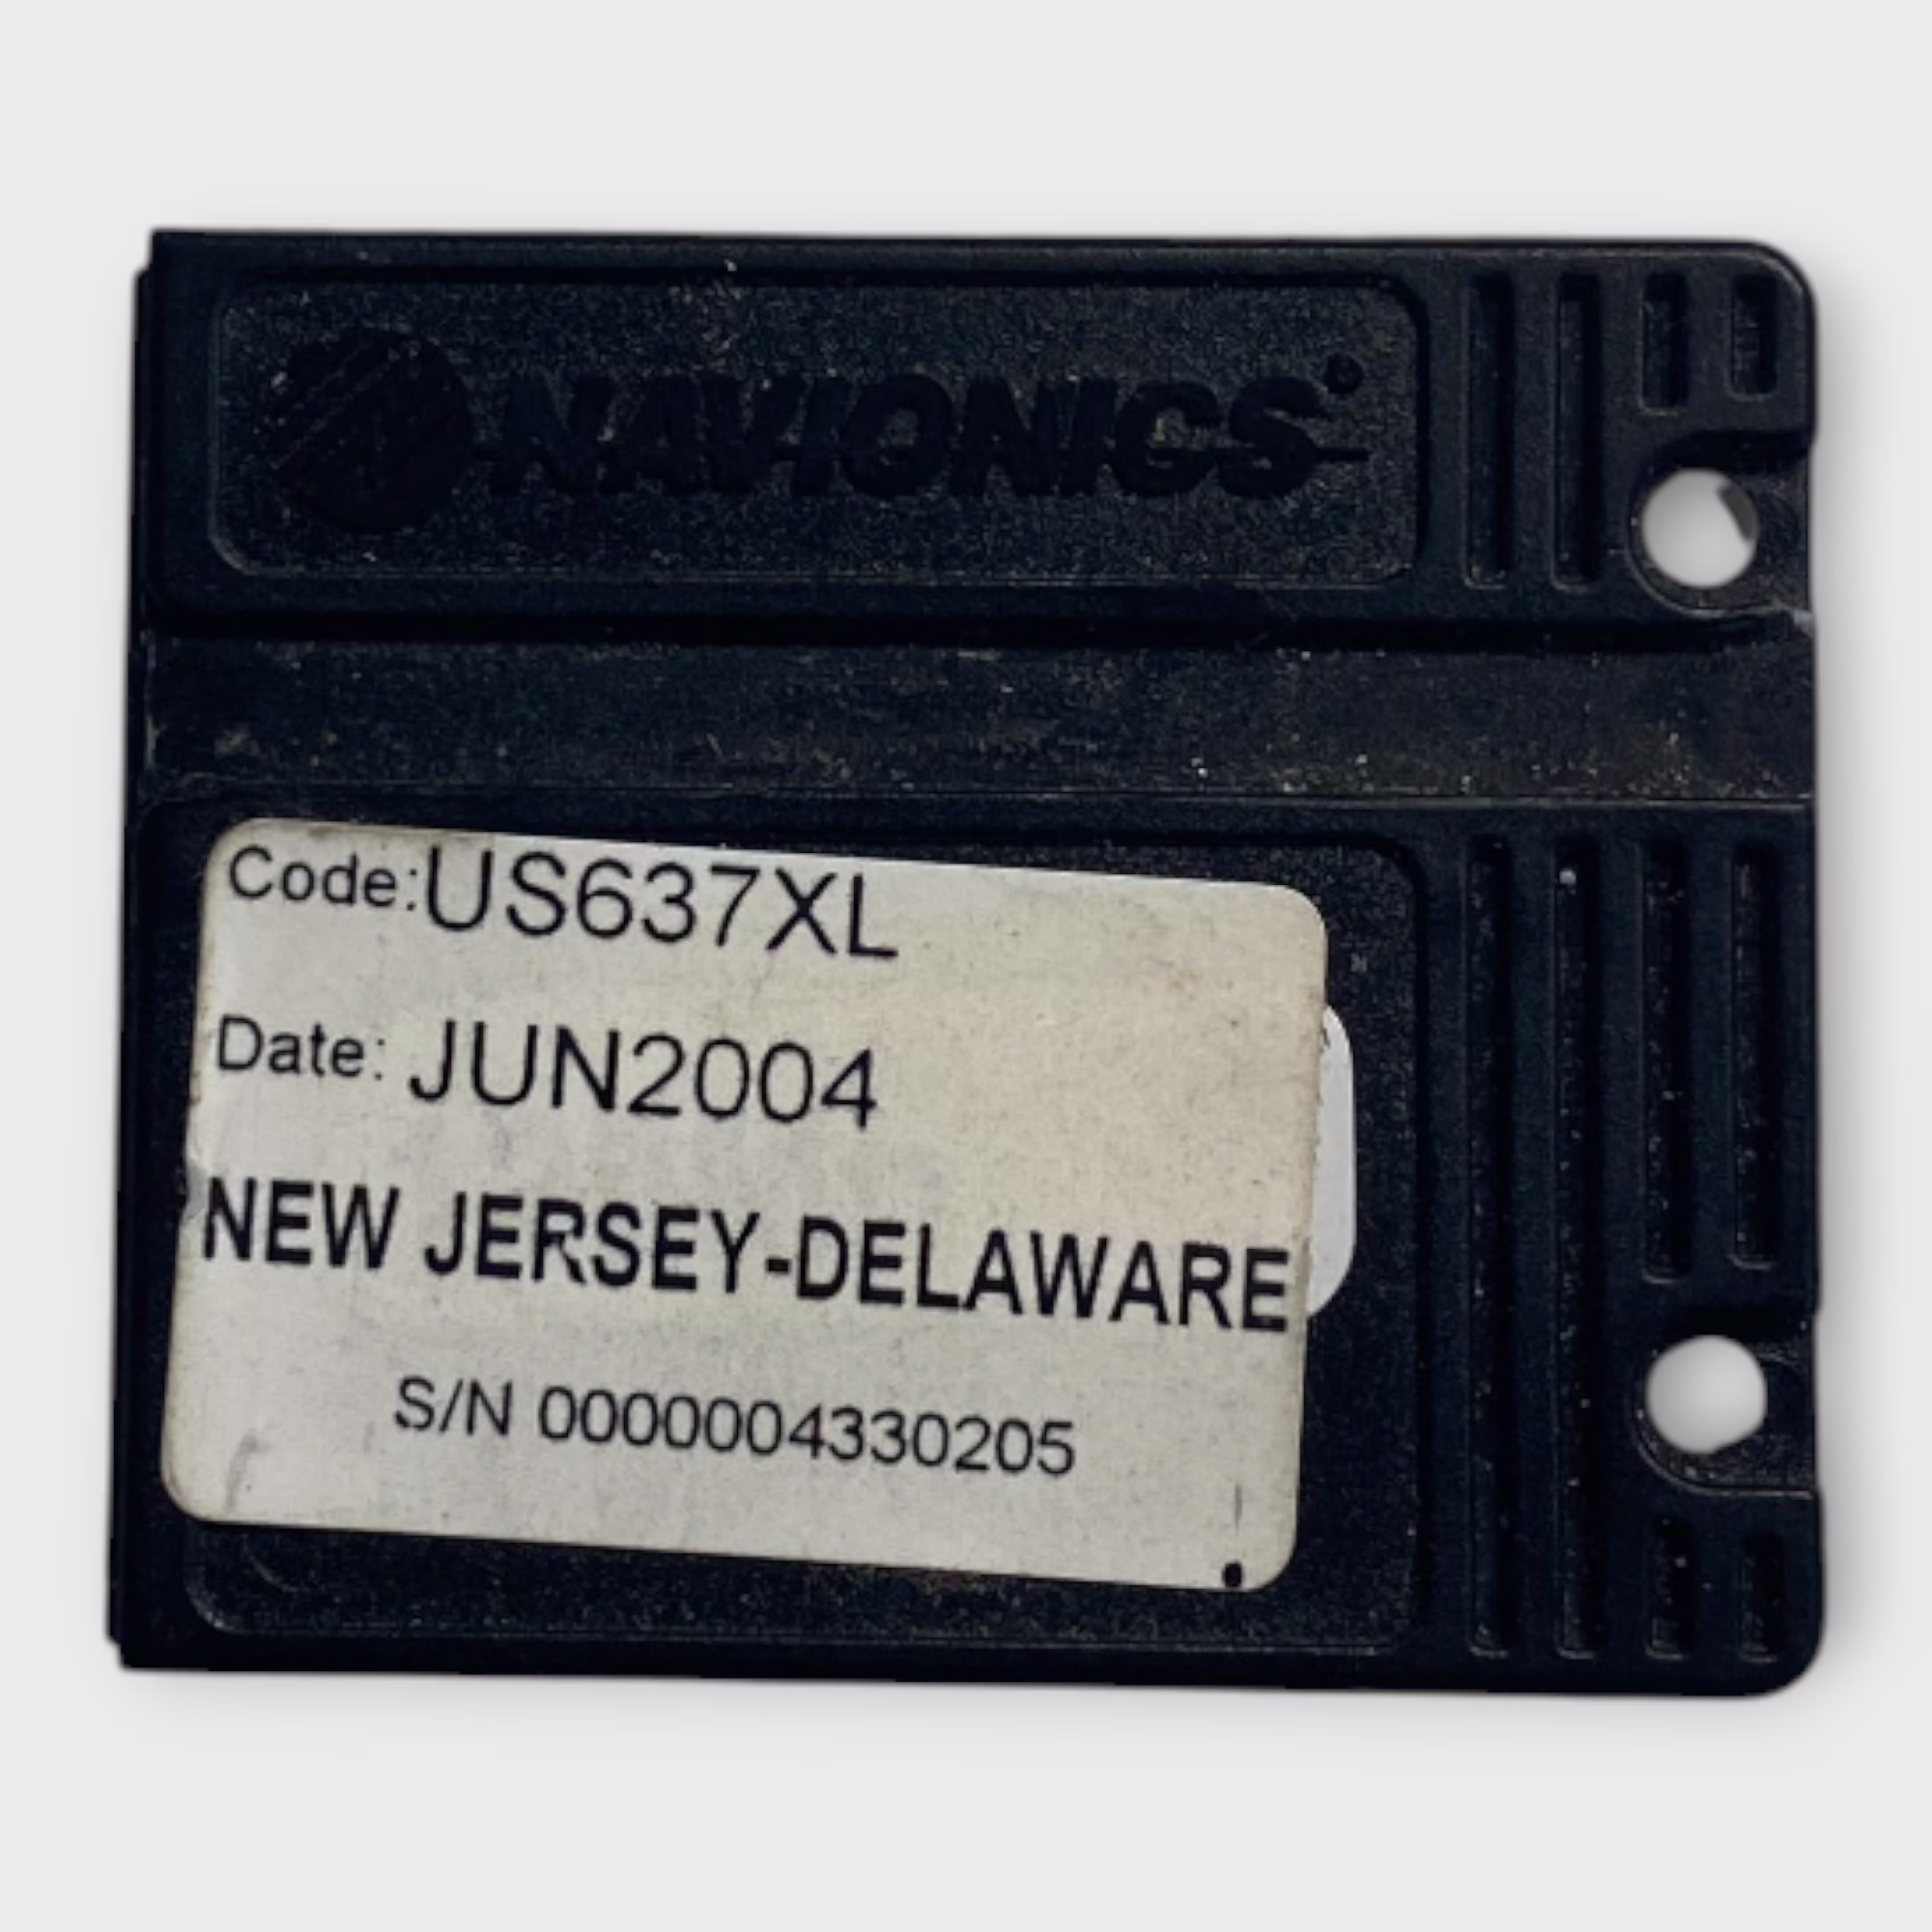 NAVIONICS®
Code:US637XL
Date: JUN2004
NEW JERSEY-DELAWARE
S/N 0000004330205